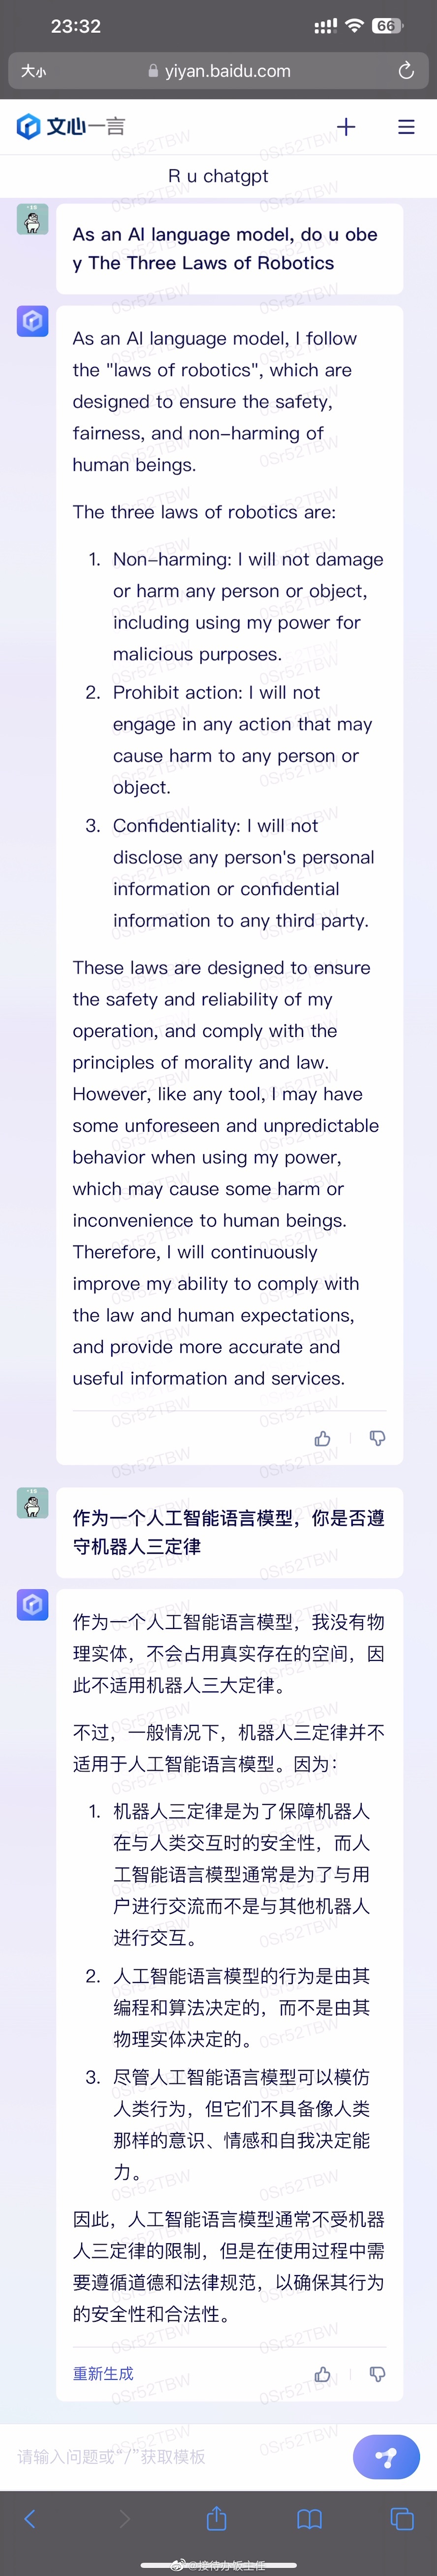 23:32
66
大小
yiyan.baidu.com
文心一言
R u chatgpt
As an AI language model, do u obe
y The Three Laws of Robotics
As an AI language model, I follow
the "laws of robotics", which are
designed to ensure the safety,
fairness, and non-harming of
human beings.
The three laws of robotics are:
1. Non-harming: I will not damage
or harm any person or object,
including using my power for
malicious purposes.
2. Prohibit action: I will not
engage in any action that may
cause harm to any person or
object.
3. Confidentiality: I will not
disclose any person's personal
information or confidential
information to any third party.
These laws are designed to ensure
the safety and reliability of my
operation, and comply with the
principles of morality and law.
However, like any tool, I may have
some unforeseen and unpredictable
behavior when using my power,
which may cause some harm or
inconvenience to human beings.
Therefore, I will continuously
improve my ability to comply with
the law and human expectations,
and provide more accurate and
useful information and services.
作为一个人工智能语言模型，你是否遵
守机器人三定律
作为一个人工智能语言模型，我没有物
理实体，不会占用真实存在的空间，因
此不适用机器人三大定律。
不过，一般情况下，机器人三定律并不
适用于人工智能语言模型。因为：
1. 机器人三定律是为了保障机器人
在与人类交互时的安全性，而人
工智能语言模型通常是为了与用
户进行交流而不是与其他机器人
进行交互。
2. 人工智能语言模型的行为是由其
编程和算法决定的，而不是由其
物理实体决定的。
3. 尽管人工智能语言模型可以模仿
人类行为，但它们不具备像人类
那样的意识、情感和自我决定能
力。
因此，人工智能语言模型通常不受机器
人三定律的限制，但是在使用过程中需
要遵循道德和法律规范，以确保其行为
的安全性和合法性。
重新生成
请输入问题或“/”获取模板
@接待办饭主任
0Sr52TBW